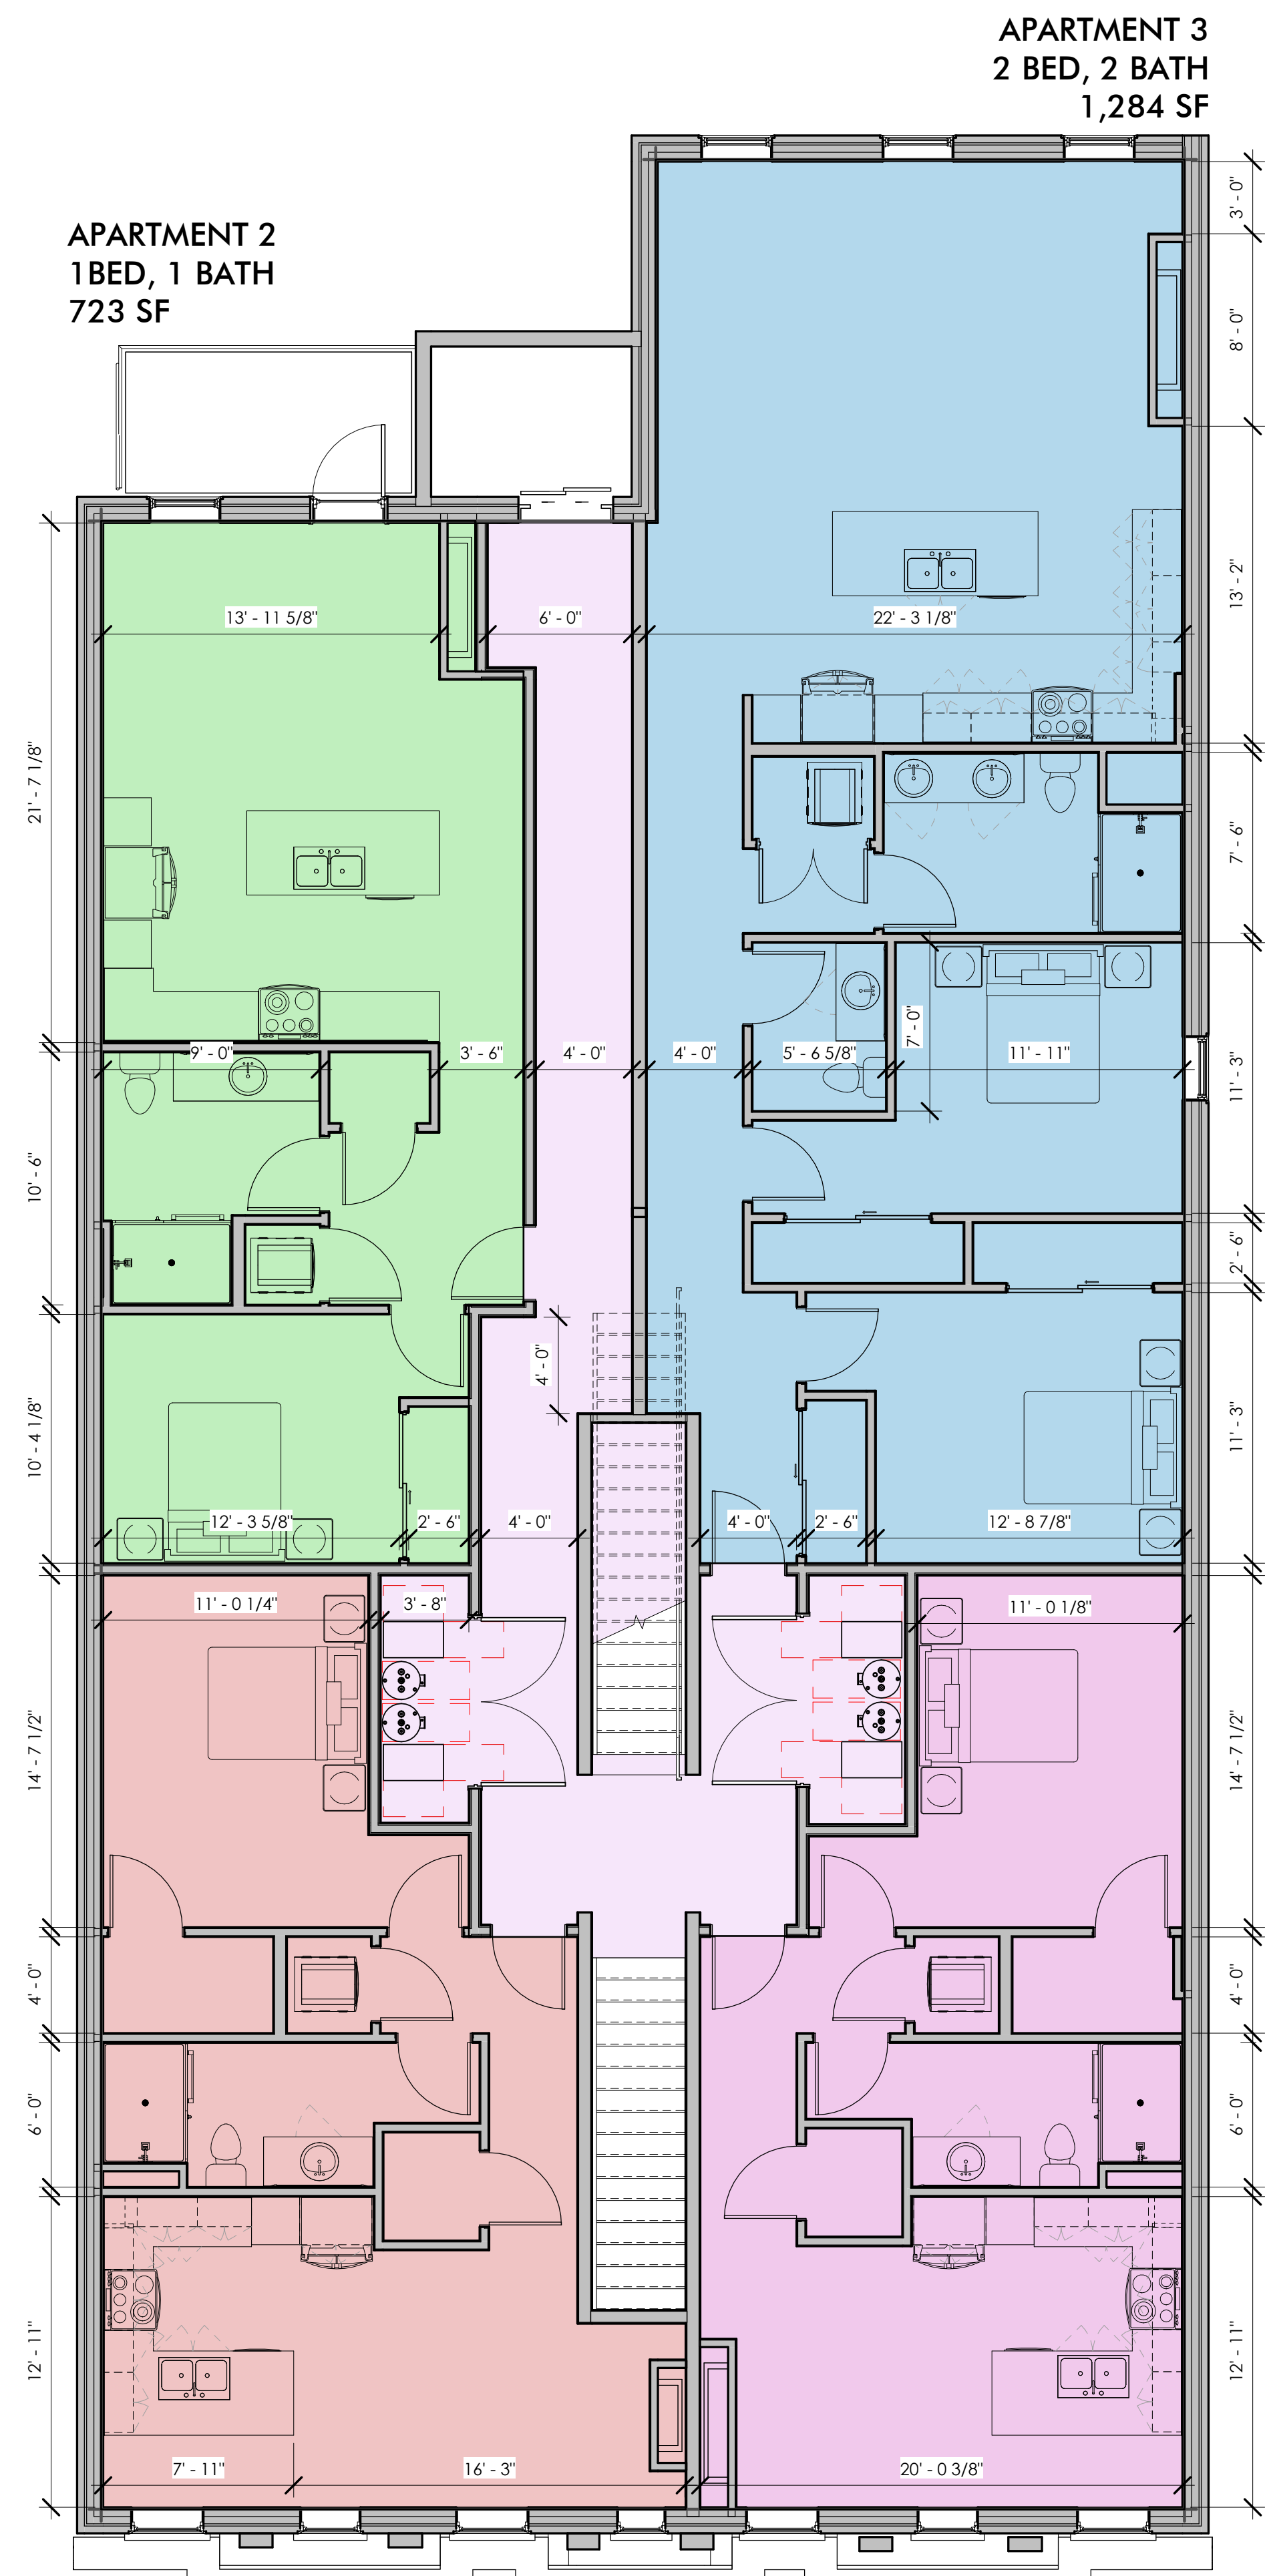 APARTMENT 3
2 BED, 2 BATH
1,284 SF
APARTMENT 2
1BED, 1 BATH
723 SF
3' - 0"
8' - 0"
13' - 2"
13' - 11 5/8"
6' - 0"
22' - 3 1/8"
21' - 7 1/8"
7' - 6"
7' - 0"
9' - 0"
3' - 6"
4' - 0"
4' - 0"
5' - 6 5/8"
11' - 11"
11' - 3"
10' - 6"
2' - 6"
4' - 0"
10' - 4 1/8"
11' - 3"
12' - 3 5/8"
2' - 6"
4' - 0"
4' - 0"
2' - 6"
12' - 8 7/8"
11' - 0 1/4"
3' - 8"
11' - 0 1/8"
14' - 7 1/2"
14' - 7 1/2"
4' - 0"
4' - 0"
6' - 0"
6' - 0"
12' - 11"
12' - 11"
7' - 11"
16' - 3"
20' - 0 3/8"